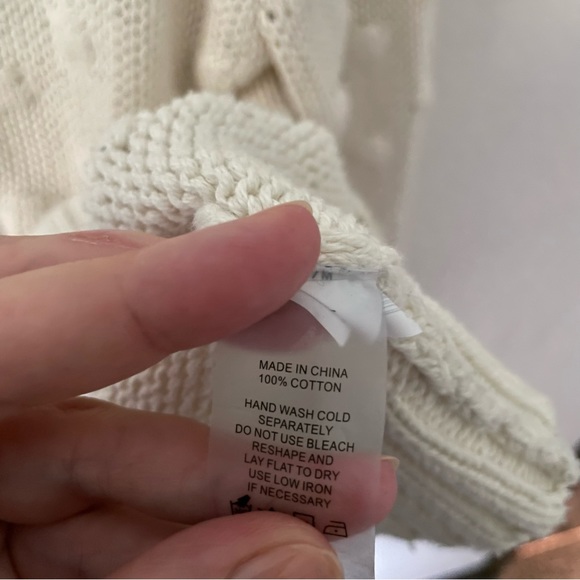 MADE IN CHINA
100% COTTON
HAND WASH COLD
SEPARATELY
DO NOT USE BLEACH
RESHAPE AND
LAY FLAT TO DRY
USE LOW IRON
IF NECESSARY